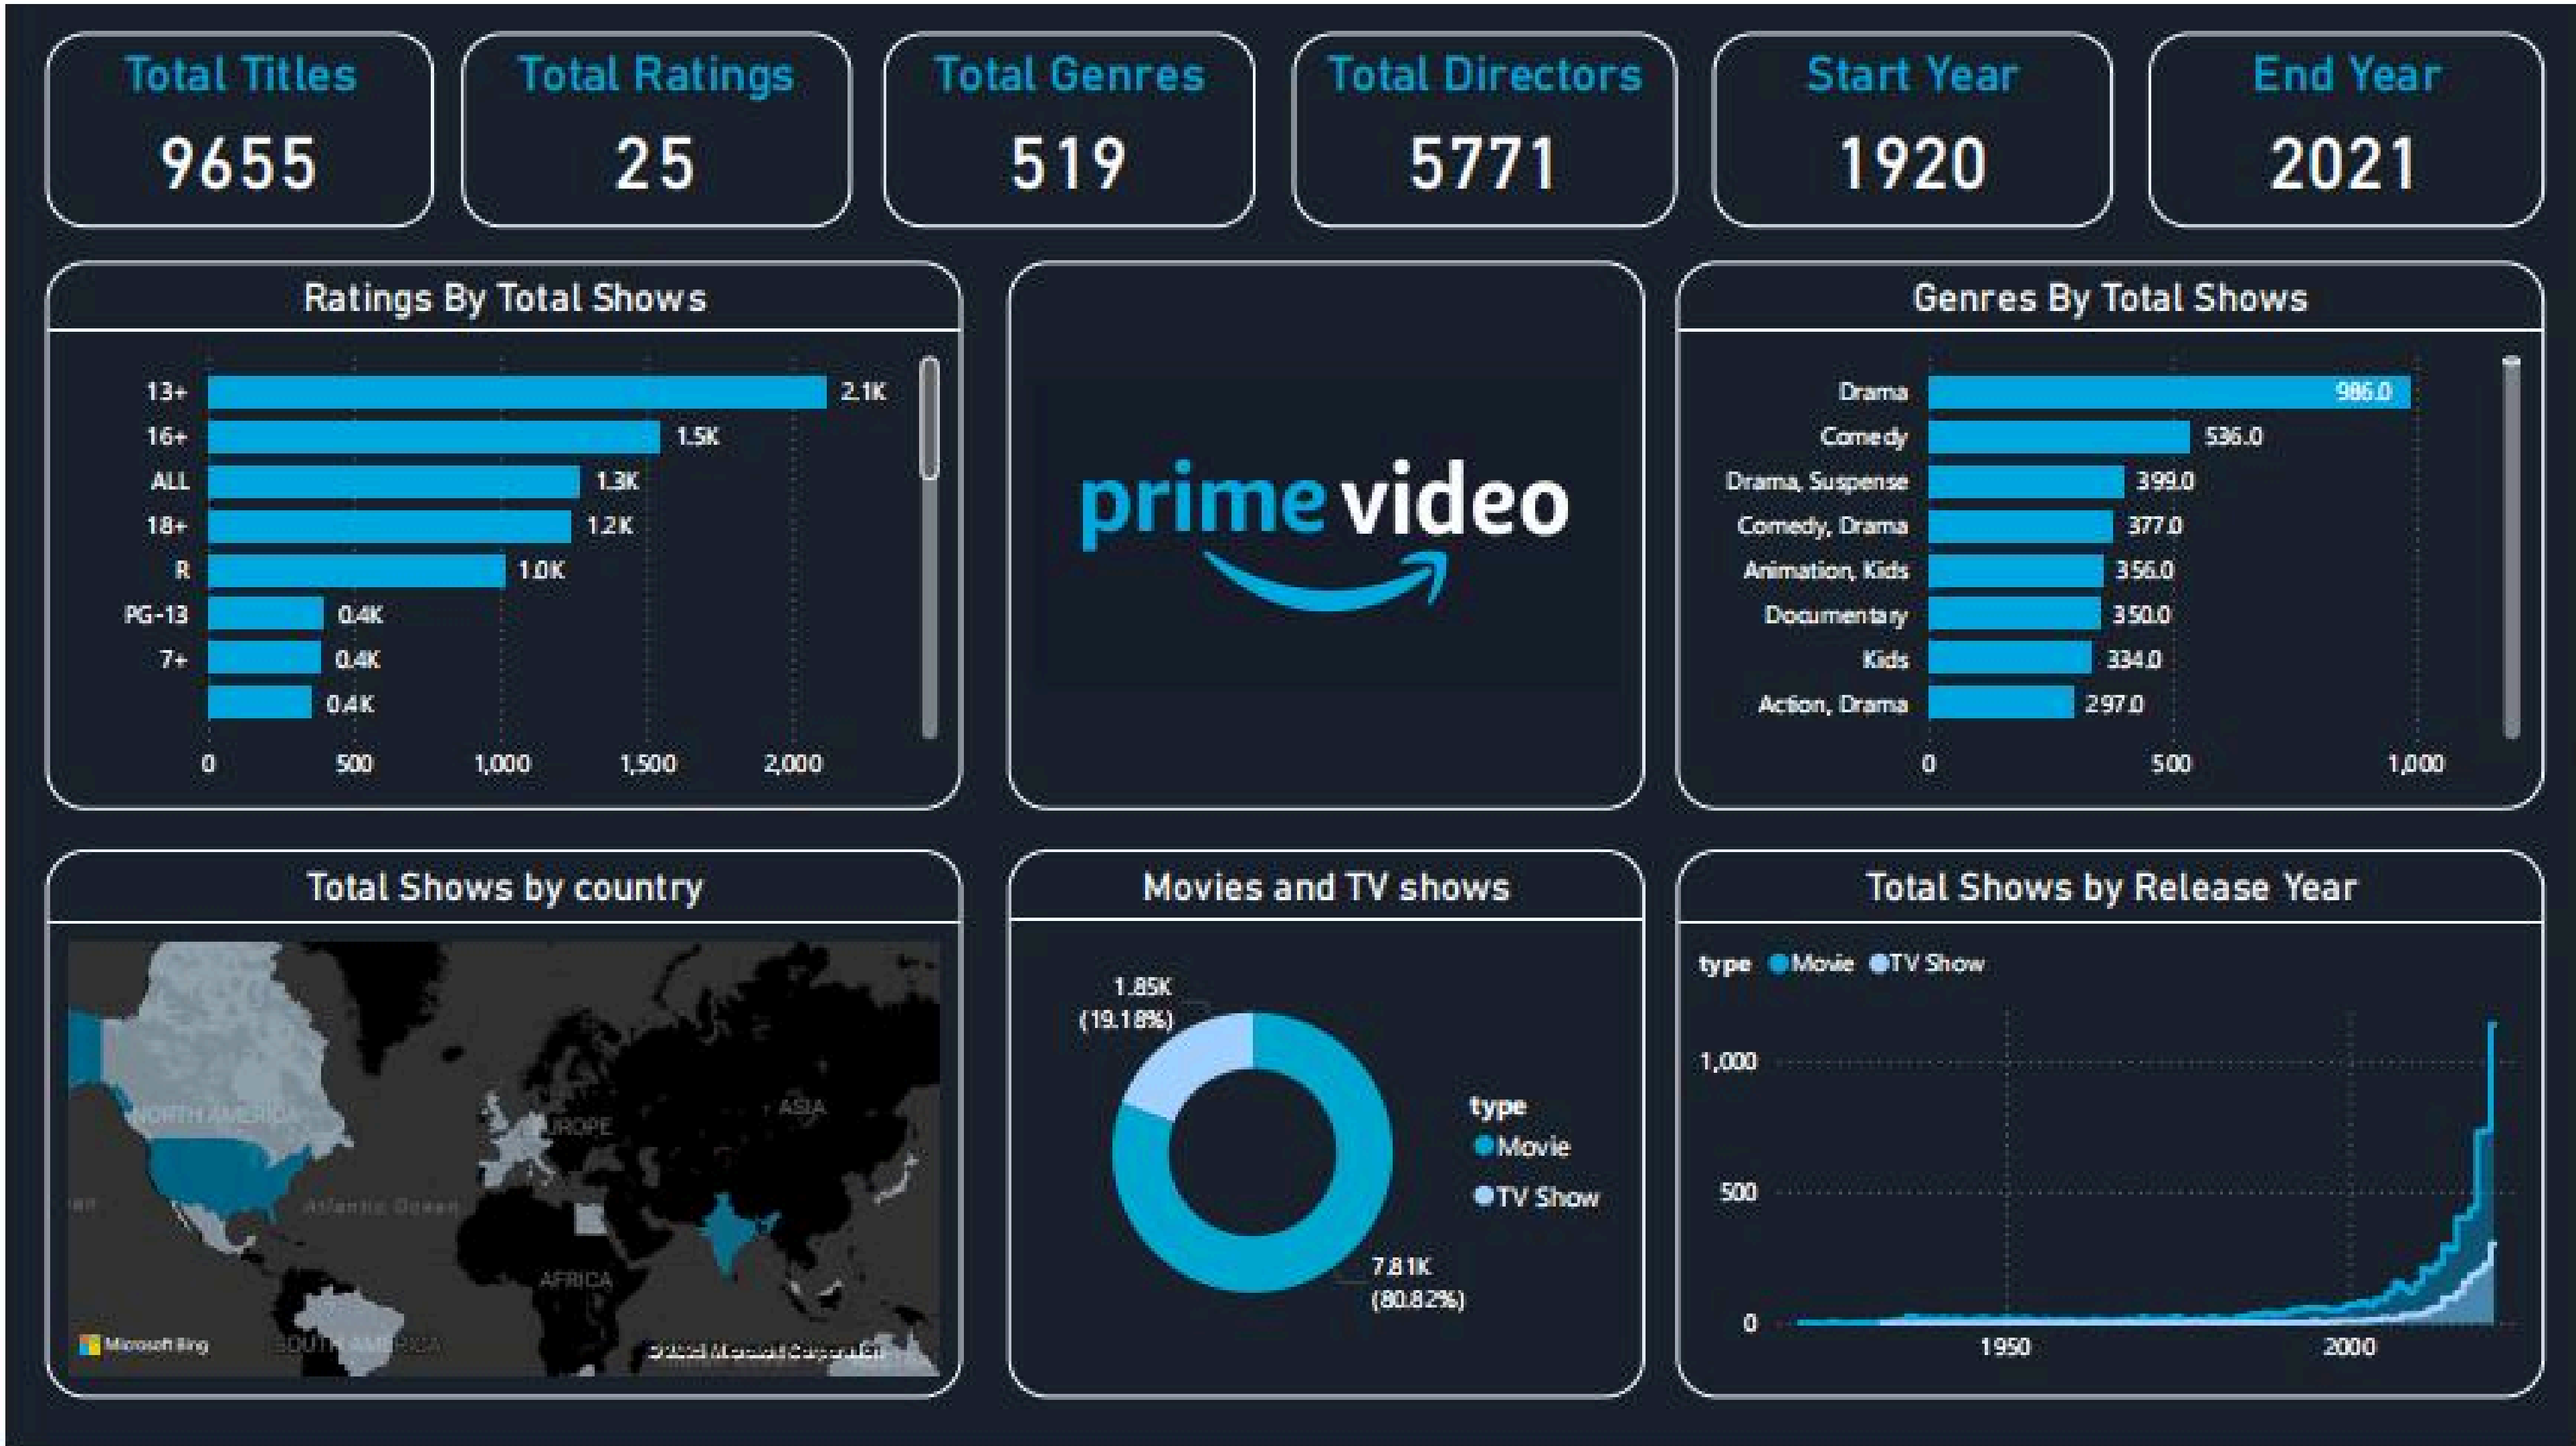 Total Titles
9655
Total Ratings
25
Total Genres
519
Total Directors
5771
Start Year
1920
End Year
2021
Ratings By Total Shows
13+ 2.1K
16+ 1.5K
ALL 1.3K
18+ 1.2K
R 1.0K
PG-13 0.4K
7+ 0.4K
0.4K
0 500 1,000 1,500 2,000
prime video
Genres By Total Shows
Drama 986.0
Comedy 536.0
Drama, Suspense 399.0
Comedy, Drama 377.0
Animation, Kids 356.0
Documentary 350.0
Kids 334.0
Action, Drama 297.0
0 500 1,000
Total Shows by country
NORTH AMERICA
EUROPE
ASIA
Atlantic Ocean
AFRICA
SOUTH AMERICA
Microsoft Bing
Microsoft Corporation
Movies and TV shows
1.85K
(19.18%)
type
Movie
TV Show
7.81K
(80.82%)
Total Shows by Release Year
type Movie TV Show
1,000
500
0
1950 2000